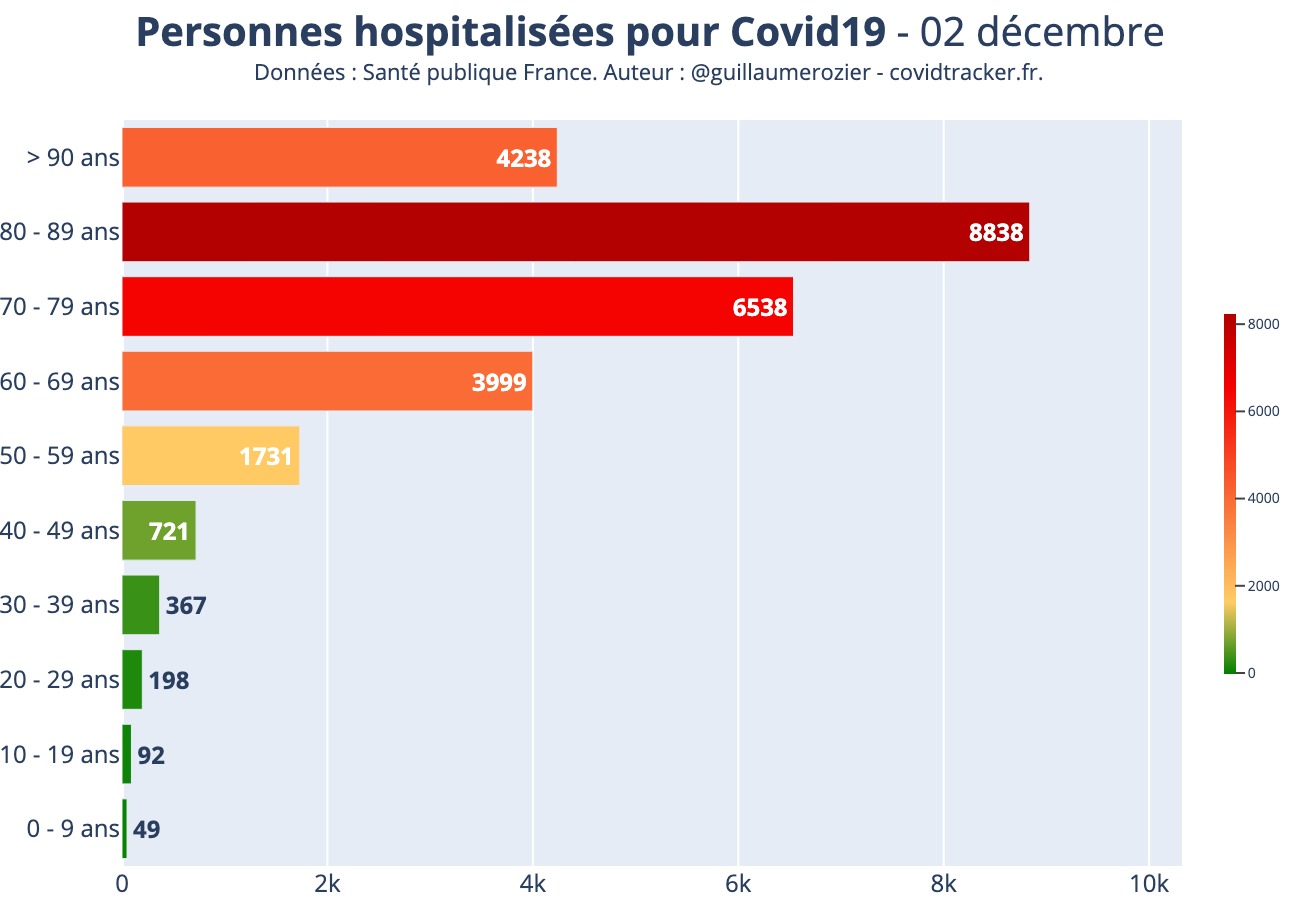 Personnes hospitalisées pour Covid19 - 02 décembre
Données : Santé publique France. Auteur : @guillaumerozier - covidtracker.fr.
> 90 ans 4238
80 - 89 ans 8838
70 - 79 ans 6538
60 - 69 ans 3999
50 - 59 ans 1731
40 - 49 ans 721
30 - 39 ans 367
20 - 29 ans 198
10 - 19 ans 92
0 - 9 ans 49
0 2k 4k 6k 8k 10k
8000
6000
4000
2000
0